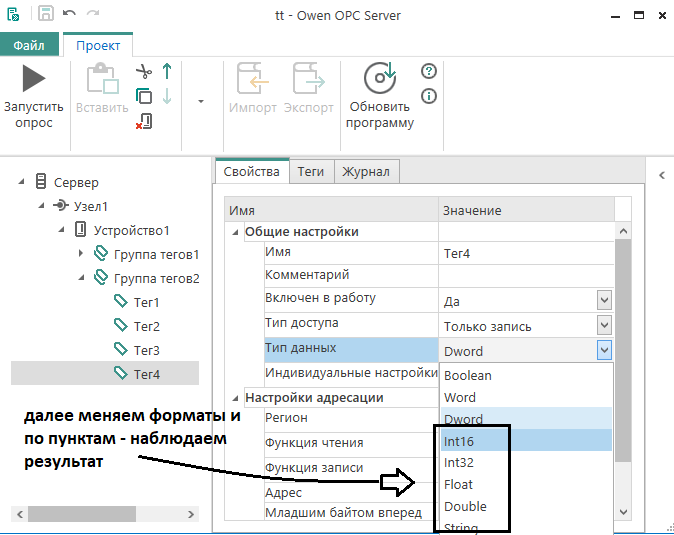 tt - Owen OPC Server
Файл
Проект
Запустить опрос
Вставить
Импорт
Экспорт
Обновить программу
Сервер
Узел1
Устройство1
Группа тегов1
Группа тегов2
Тег1
Тег2
Тег3
Тег4
Свойства
Теги
Журнал
Имя
Значение
Общие настройки
Имя
Тег4
Комментарий
Включен в работу
Да
Тип доступа
Только запись
Тип данных
Dword
Индивидуальные настройки
Настройки адресации
Регион
Функция чтения
Функция записи
Адрес
Младшим байтом вперед
Boolean
Word
Dword
Int16
Int32
Float
Double
String
далее меняем форматы и
по пунктам - наблюдаем
результат